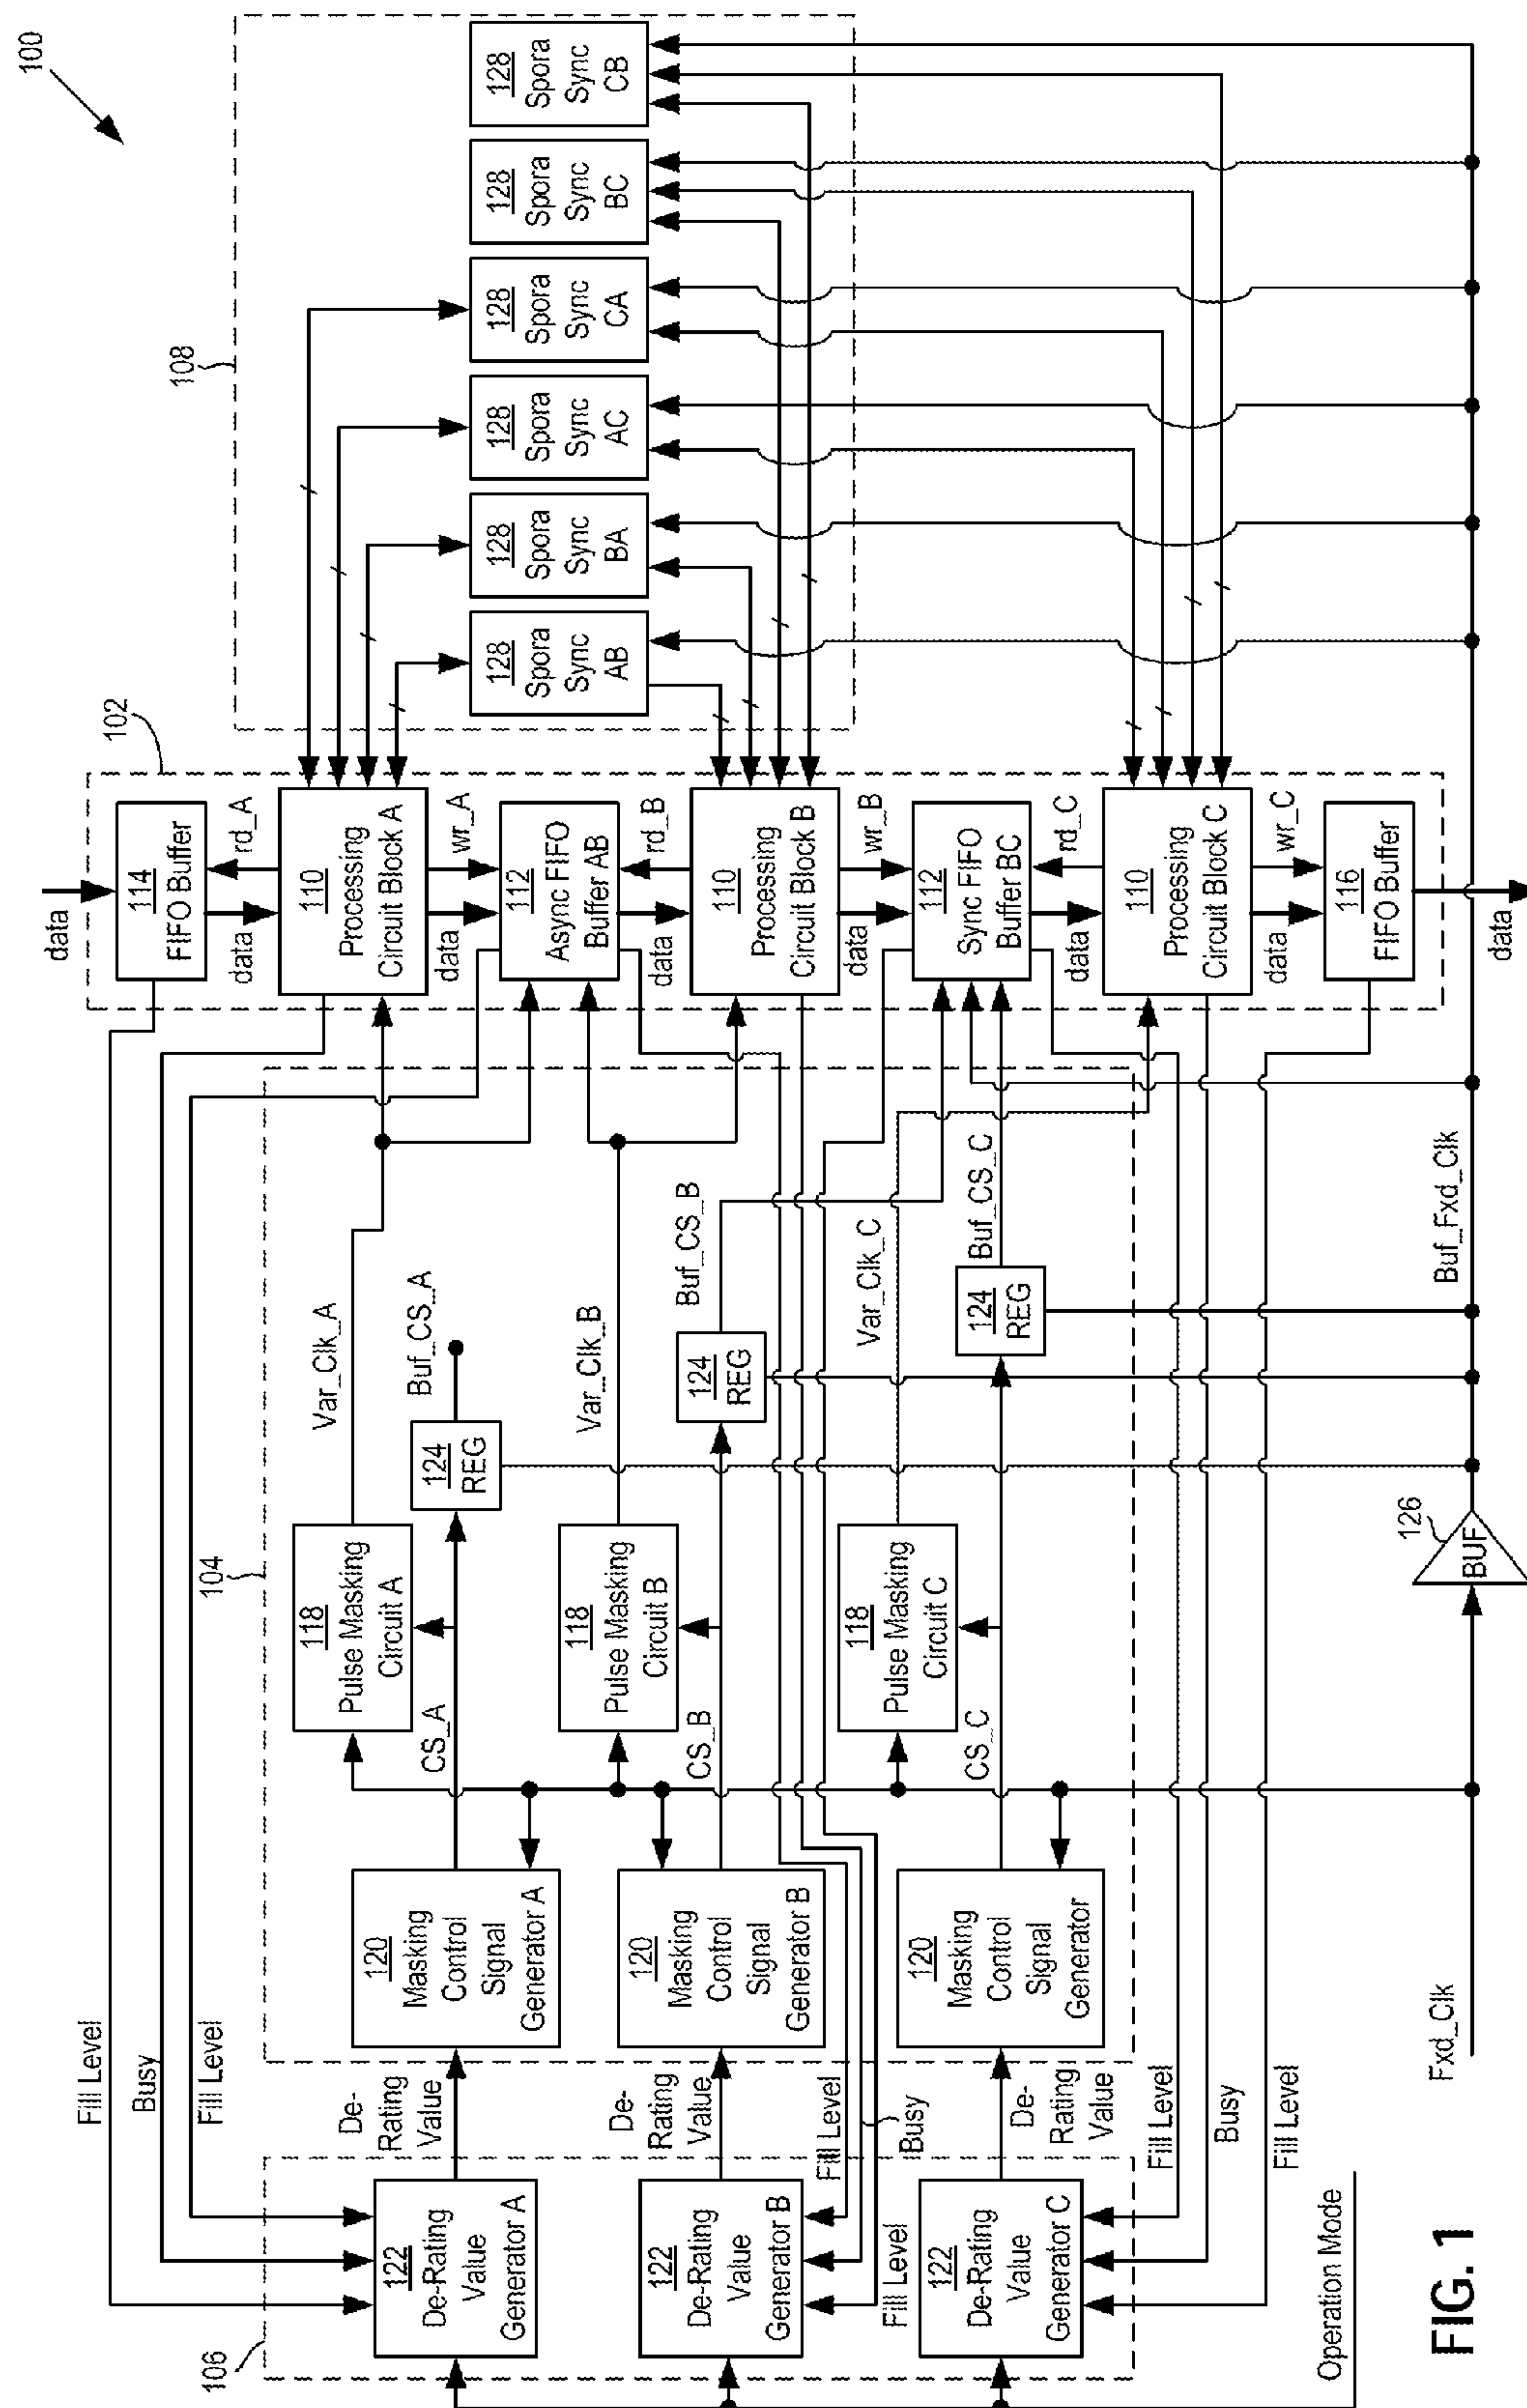 100
108
128
Spora
Sync
CB
128
Spora
Sync
BC
128
Spora
Sync
CA
128
Spora
Sync
AC
128
Spora
Sync
BA
128
Spora
Sync
AB
102
data
114
FIFO Buffer
data
rd_A
110
Processing
Circuit Block A
data
wr_A
112
Async FIFO
Buffer AB
data
rd_B
110
Processing
Circuit Block B
data
wr_B
112
Sync FIFO
Buffer BC
data
rd_C
110
Processing
Circuit Block C
data
wr_C
116
FIFO Buffer
data
104
Var_Clk_A
Buf_CS_A
124
REG
118
Pulse Masking
Circuit A
CS_A
120
Masking
Control
Signal
Generator A
Var_Clk_B
Buf_CS_B
124
REG
118
Pulse Masking
Circuit B
CS_B
120
Masking
Control
Signal
Generator B
Var_Clk_C
Buf_CS_C
124
REG
118
Pulse Masking
Circuit C
CS_C
120
Masking
Control
Signal
Generator
Buf_Fxd_Clk
126
BUF
Fxd_Clk
Fill Level
Busy
Fill Level
De-
Rating
Value
De-
Rating
Value
Fill Level
Busy
Fill Level
De-
Rating
Value
Fill Level
Busy
Fill Level
106
122
De-Rating
Value
Generator A
122
De-Rating
Value
Generator B
122
De-Rating
Value
Generator C
Operation Mode
FIG. 1